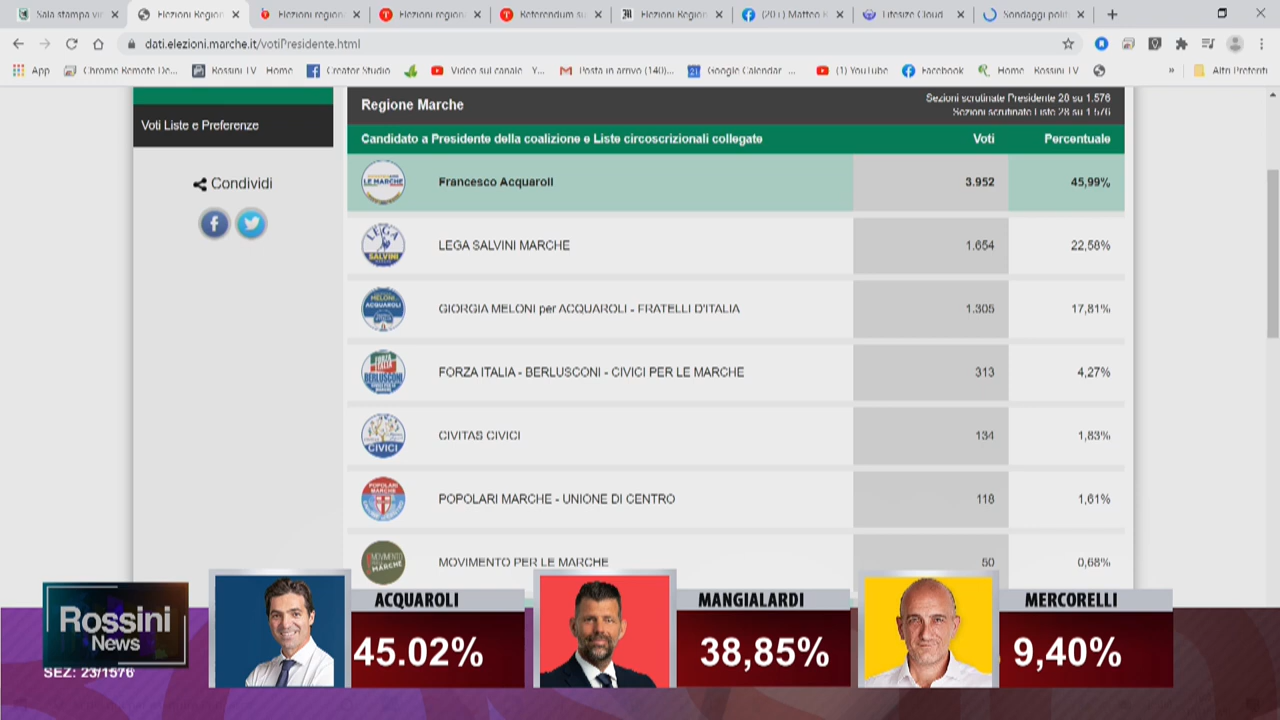 Sala stampa vir
Elezioni Region
Elezioni region
Elezioni region
Referendum su
Elezioni Region
(20+) Matteo R
Lifesize Cloud
Sondaggi polit
dati.elezioni.marche.it/votiPresidente.html
App
Chrome Remote De...
Rossini TV - Home
Creator Studio
Video sul canale - Y...
Posta in arrivo (140)...
Google Calendar - ...
(1) YouTube
Facebook
Home - Rossini TV
»
Altri Preferiti
Regione Marche
Sezioni scrutinate Presidente 28 su 1.576
Sezioni scrutinate Liste 28 su 1.576
Voti Liste e Preferenze
Candidato a Presidente della coalizione e Liste circoscrizionali collegate Voti Percentuale
Condividi
Francesco Acquaroli 3.952 45,99%
LEGA SALVINI MARCHE 1.654 22,58%
GIORGIA MELONI per ACQUAROLI - FRATELLI D'ITALIA 1.305 17,81%
FORZA ITALIA - BERLUSCONI - CIVICI PER LE MARCHE 313 4,27%
CIVITAS CIVICI 134 1,83%
POPOLARI MARCHE - UNIONE DI CENTRO 118 1,61%
MOVIMENTO PER LE MARCHE 50 0,68%
Rossini
News
SEZ: 23/1576
ACQUAROLI
45.02%
MANGIALARDI
38,85%
MERCORELLI
9,40%